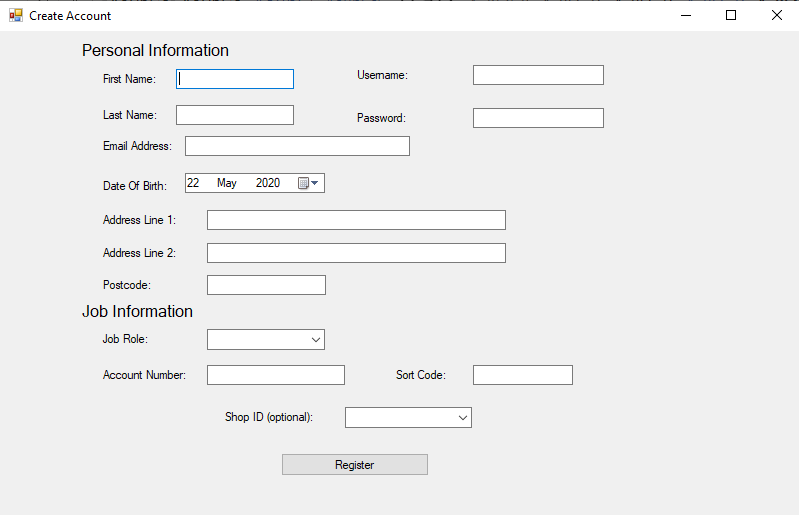 Create Account
Personal Information
First Name:
Username:
Last Name:
Password:
Email Address:
Date Of Birth: 22 May 2020
Address Line 1:
Address Line 2:
Postcode:
Job Information
Job Role:
Account Number: Sort Code:
Shop ID (optional):
Register